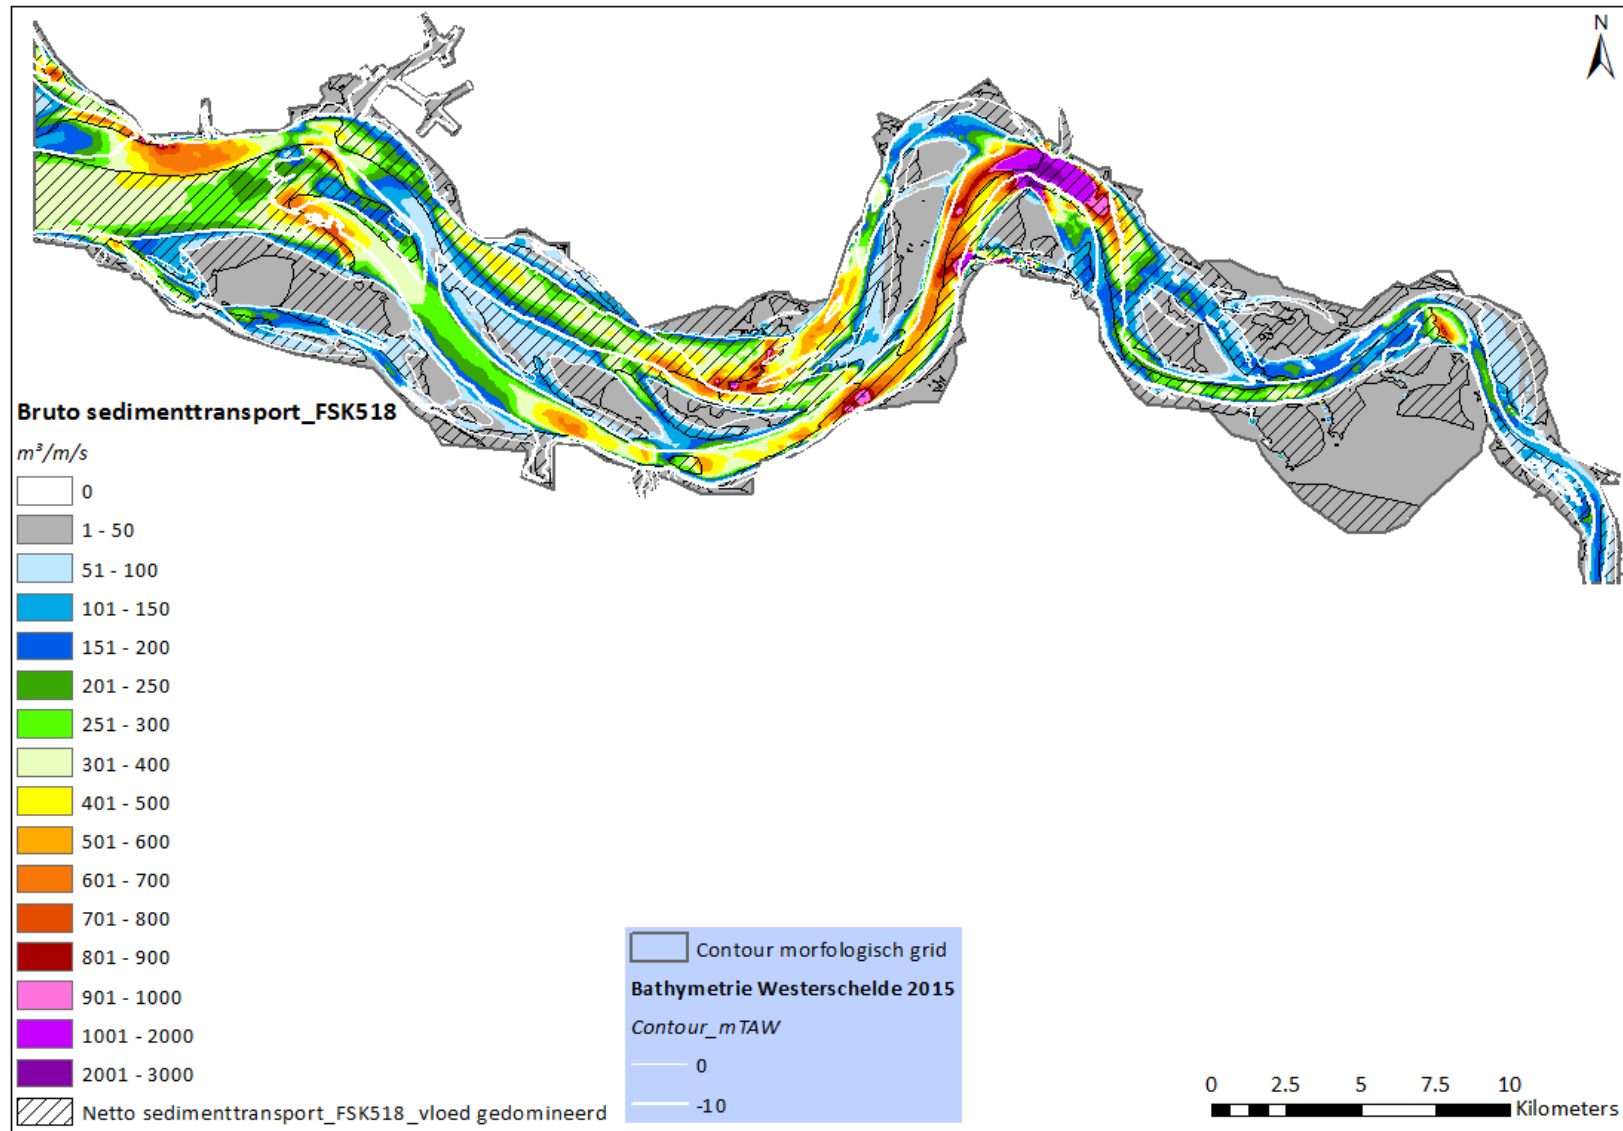 N
Bruto sedimenttransport_FSK518
m³/m/s
0
1 - 50
51 - 100
101 - 150
151 - 200
201 - 250
251 - 300
301 - 400
401 - 500
501 - 600
601 - 700
701 - 800
801 - 900
901 - 1000
1001 - 2000
2001 - 3000
Netto sedimenttransport_FSK518_vloed gedomineerd
Contour morfologisch grid
Bathymetrie Westerschelde 2015
Contour_mTAW
0
-10
0 2.5 5 7.5 10
Kilometers